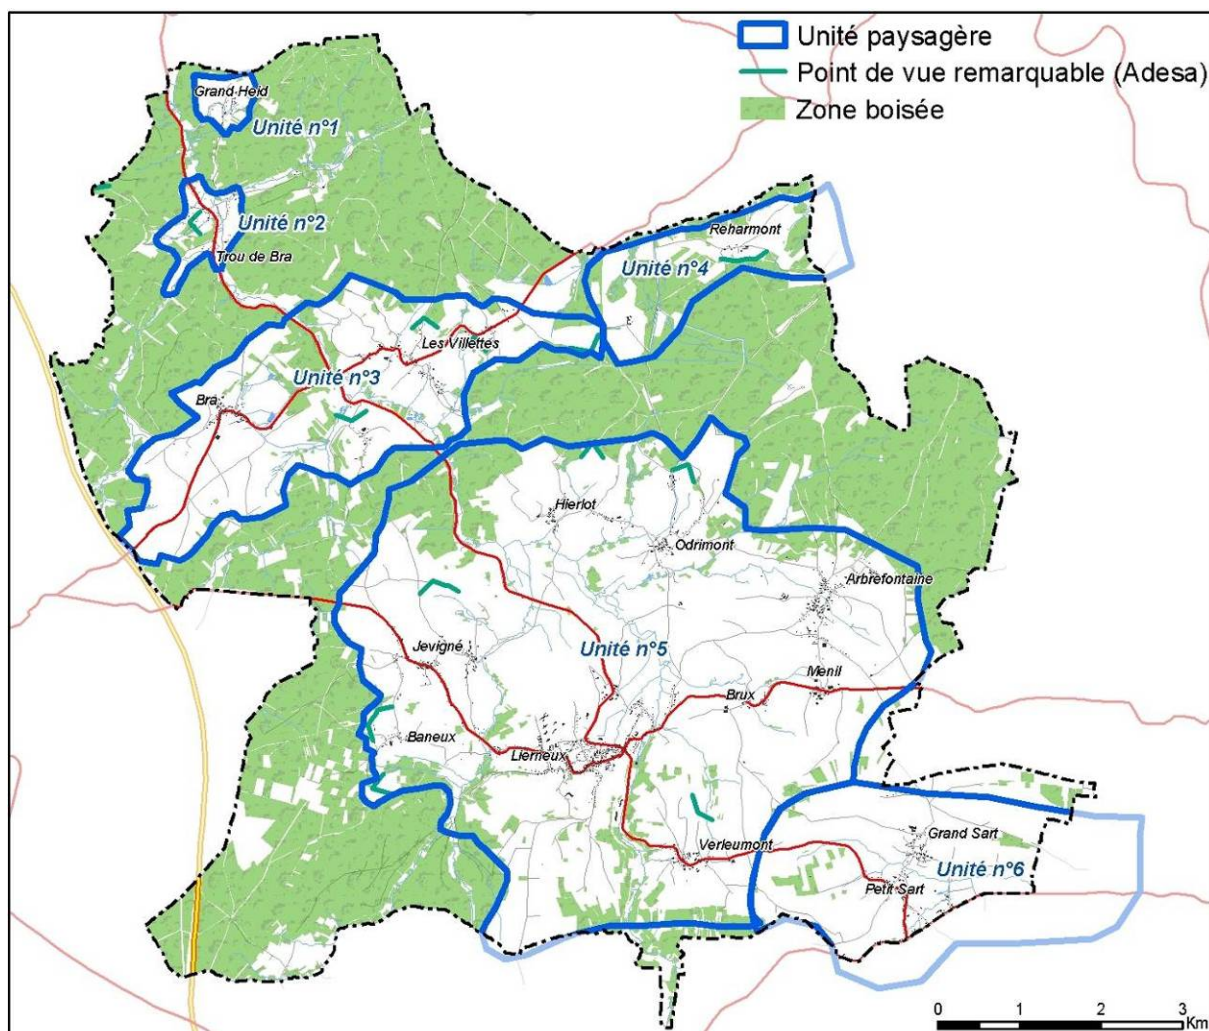 Unité paysagère
Point de vue remarquable (Adesa)
Zone boisée
Grand-Heid
Unité n°1
Unité n°2
Trou de Bra
Reharmont
Unité n°4
Les Villettes
Unité n°3
Bra
Hierlot
Odrimont
Arbrefontaine
Jevigné
Unité n°5
Menil
Brux
Baneux
Lierneux
Verleumont
Grand Sart
Unité n°6
Petit Sart
0 1 2 3
Km